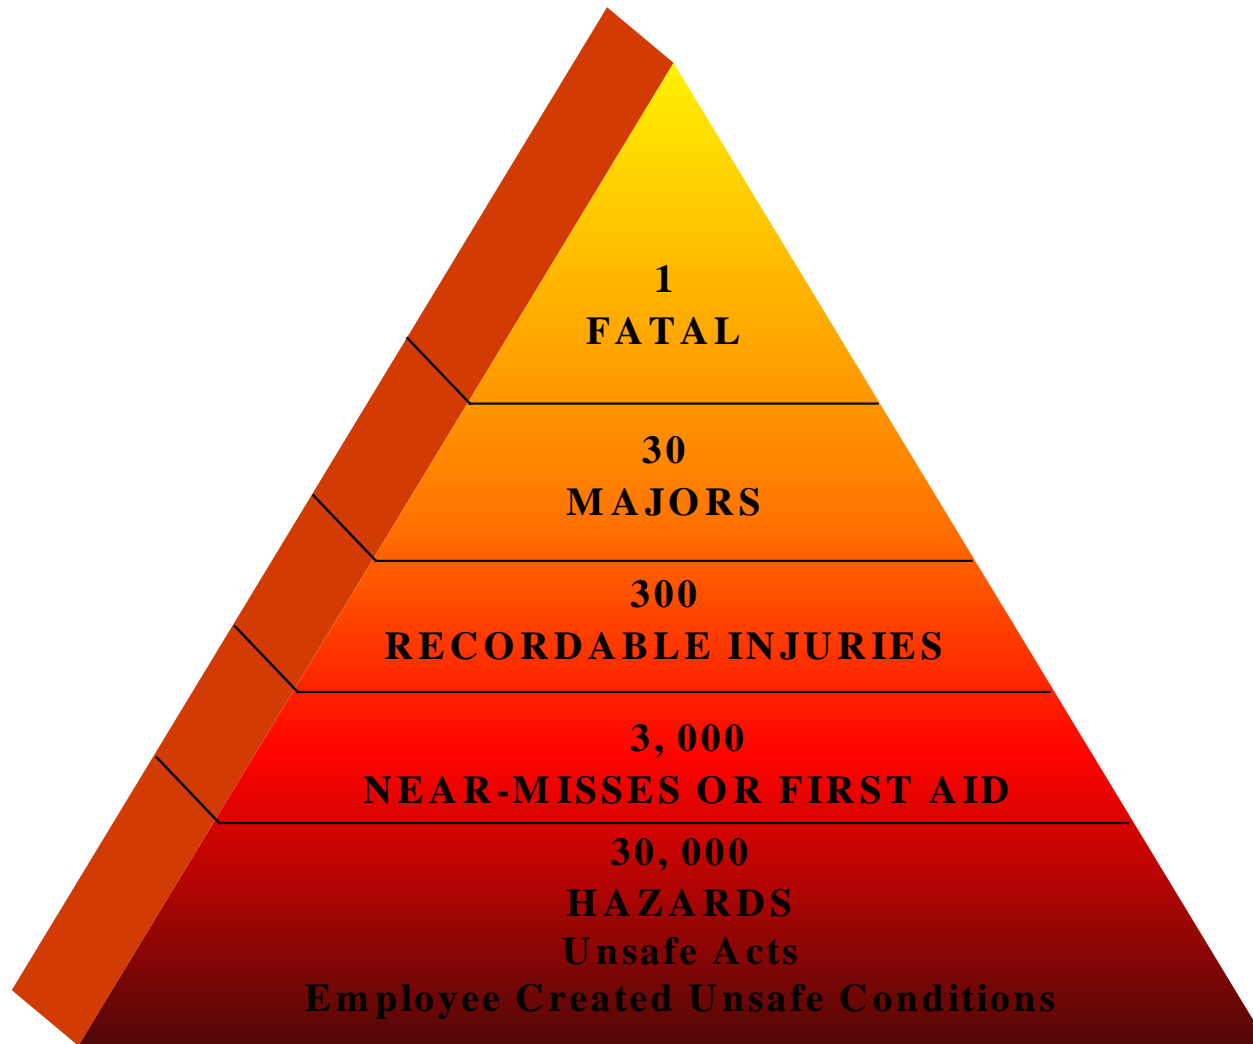 1
FATAL
30
MAJORS
300
RECORDABLE INJURIES
3,000
NEAR-MISSES OR FIRST AID
30,000
HAZARDS
Unsafe Acts
Employee Created Unsafe Conditions